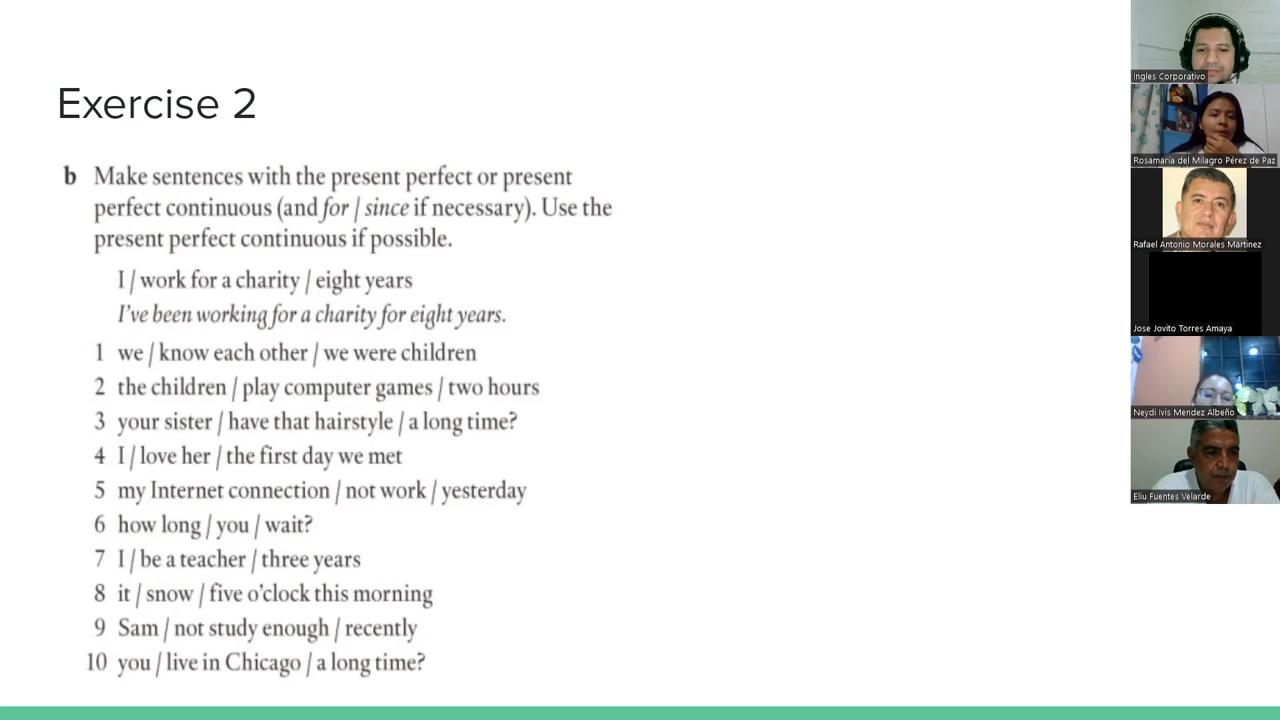 Exercise 2
b Make sentences with the present perfect or present
perfect continuous (and for / since if necessary). Use the
present perfect continuous if possible.
I / work for a charity / eight years
I've been working for a charity for eight years.
1 we / know each other / we were children
2 the children / play computer games / two hours
3 your sister / have that hairstyle / a long time?
4 I / love her / the first day we met
5 my Internet connection / not work / yesterday
6 how long / you / wait?
7 I / be a teacher / three years
8 it / snow / five o'clock this morning
9 Sam / not study enough / recently
10 you / live in Chicago / a long time?
Ingles Corporativo
Rosamaría del Milagro Pérez de Paz
Rafael Antonio Morales Martinez
Jose Jovito Torres Amaya
Neydi Ivis Mendez Albeño
Eliu Fuentes Velarde